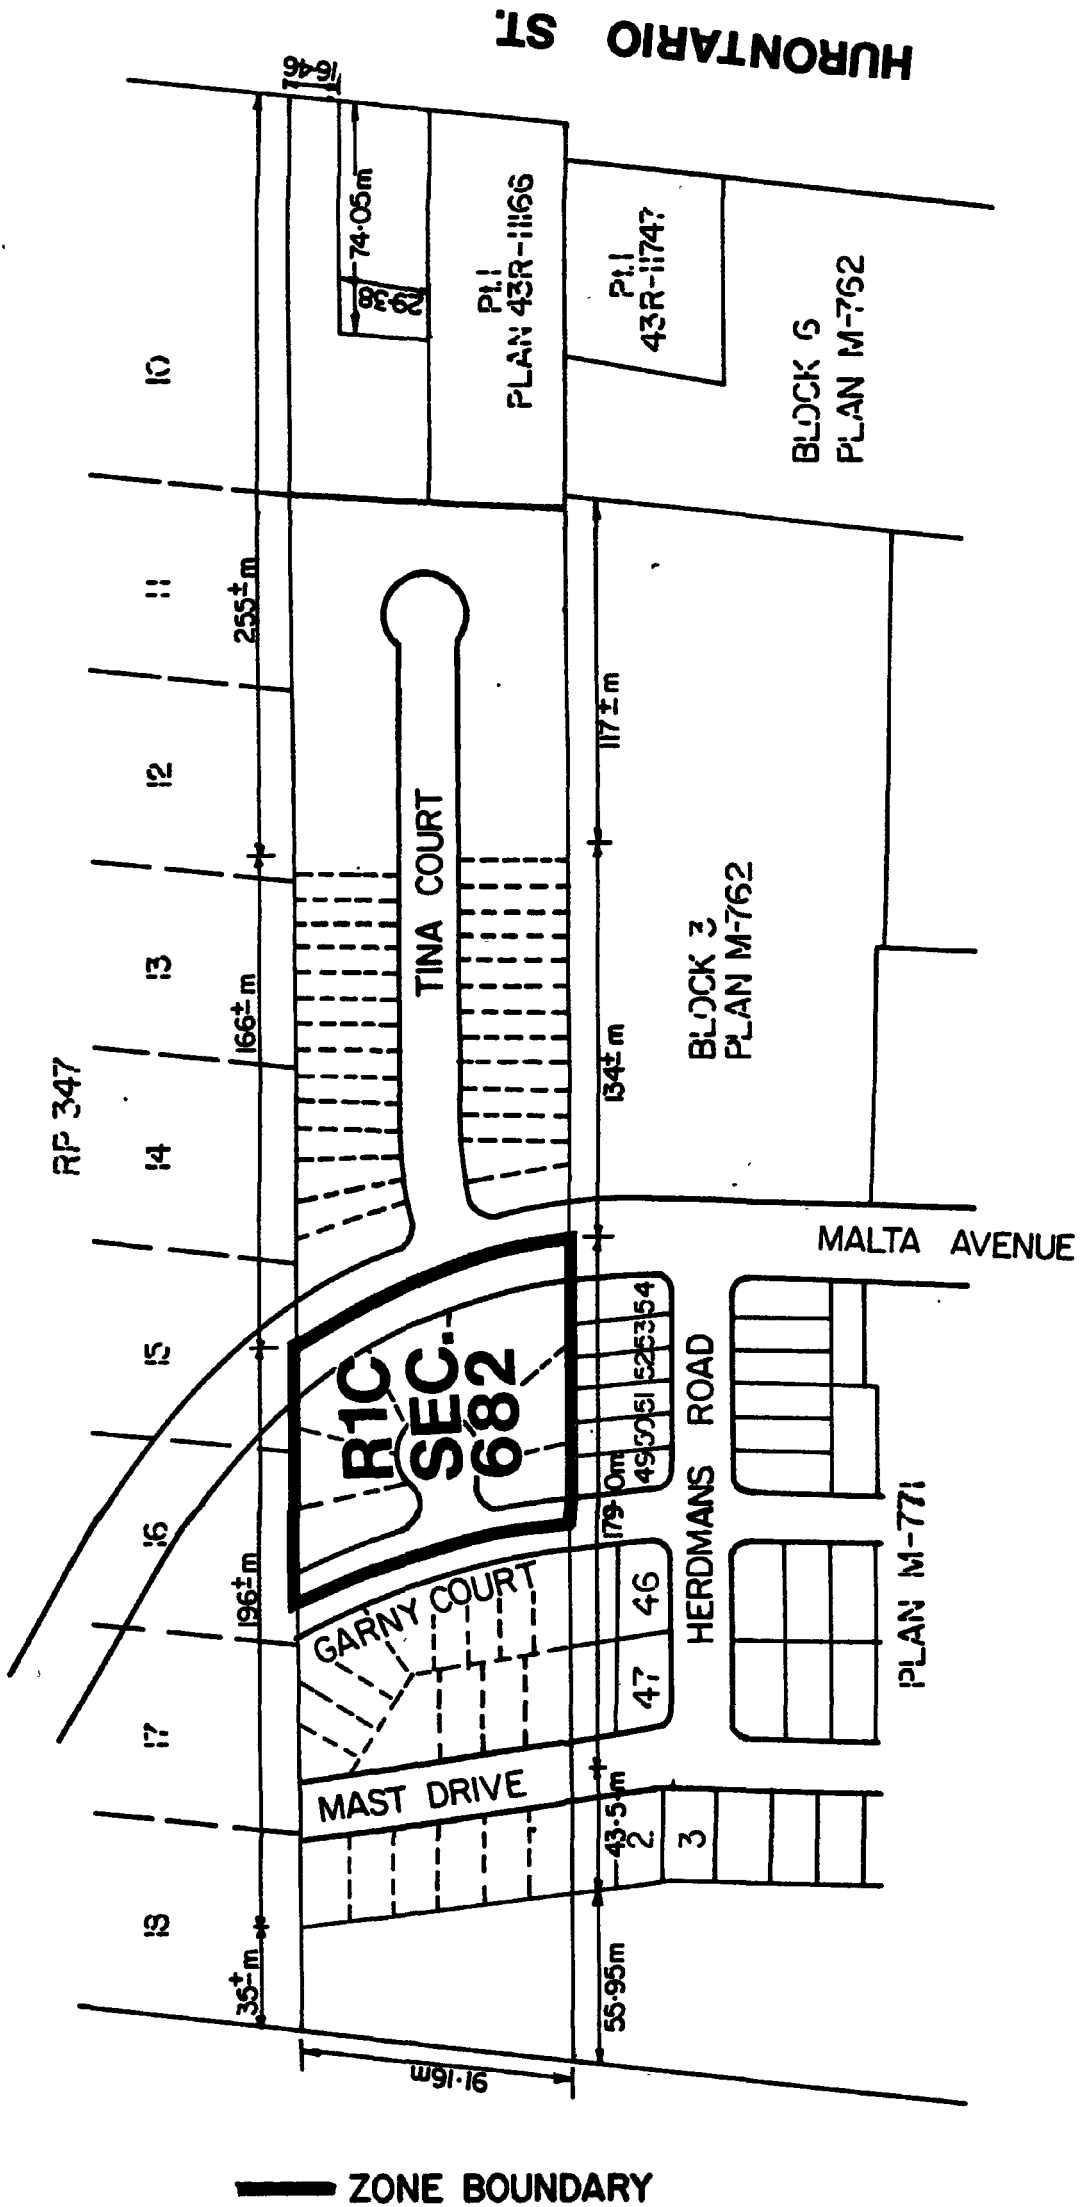 HURONTARIO ST.
16·46
74·05m
29·38
Pt.1
PLAN 43R-11166
Pt.1
43R-11747
BLOCK 6
PLAN M-762
10
11
12
13
14
15
16
17
18
RP 347
255±m
166±m
196±m
35±m
117±m
134±m
179·0m
43·5m
55·95m
91·16m
TINA COURT
BLOCK 3
PLAN M-762
MALTA AVENUE
R1C
SEC.
682
49 50 51 52 53 54
HERDMANS ROAD
46
47
GARNY COURT
MAST DRIVE
2
3
PLAN M-771
ZONE BOUNDARY